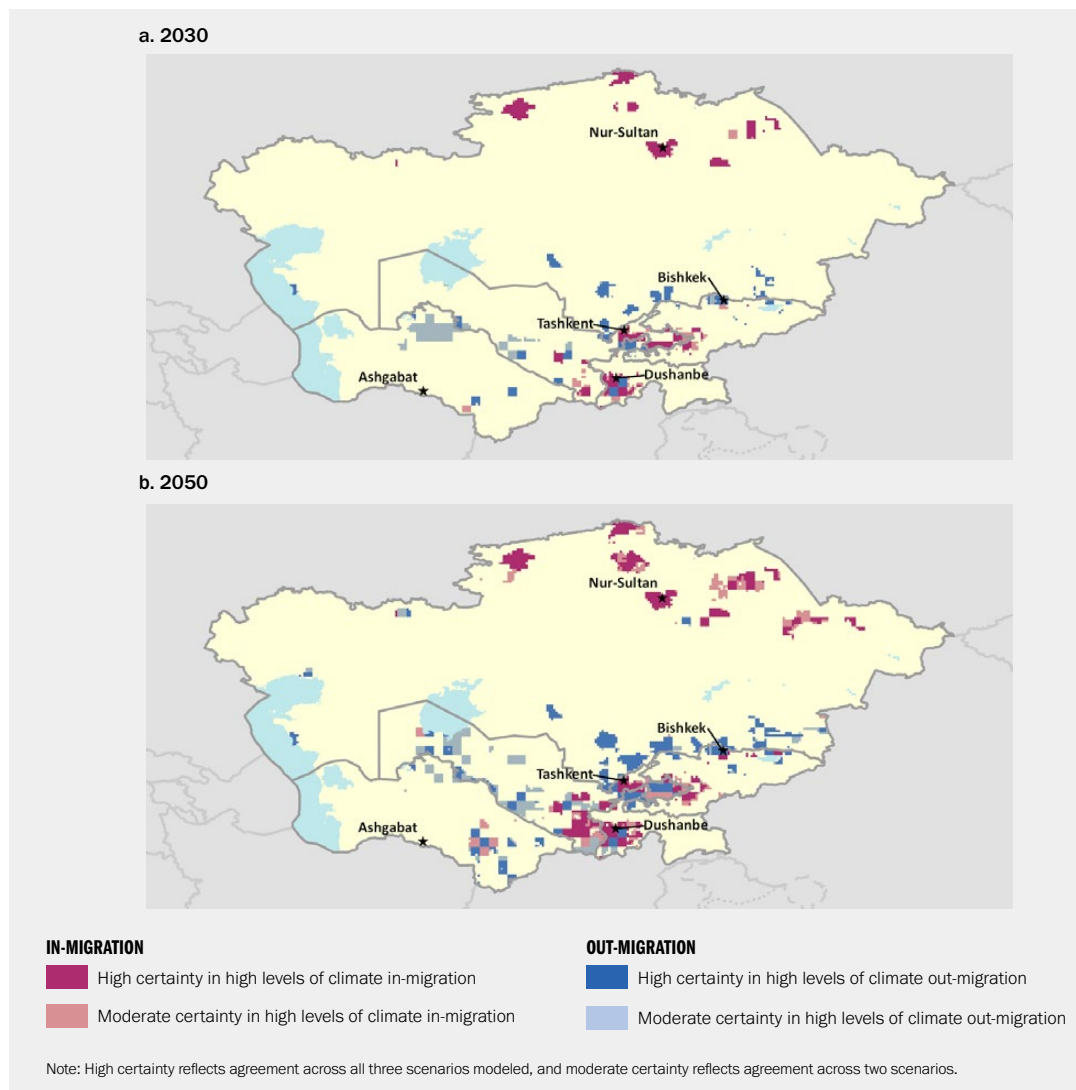 a. 2030
Nur-Sultan
Bishkek
Tashkent
Dushanbe
Ashgabat
b. 2050
Nur-Sultan
Bishkek
Tashkent
Dushanbe
Ashgabat
IN-MIGRATION
High certainty in high levels of climate in-migration
Moderate certainty in high levels of climate in-migration
OUT-MIGRATION
High certainty in high levels of climate out-migration
Moderate certainty in high levels of climate out-migration
Note: High certainty reflects agreement across all three scenarios modeled, and moderate certainty reflects agreement across two scenarios.